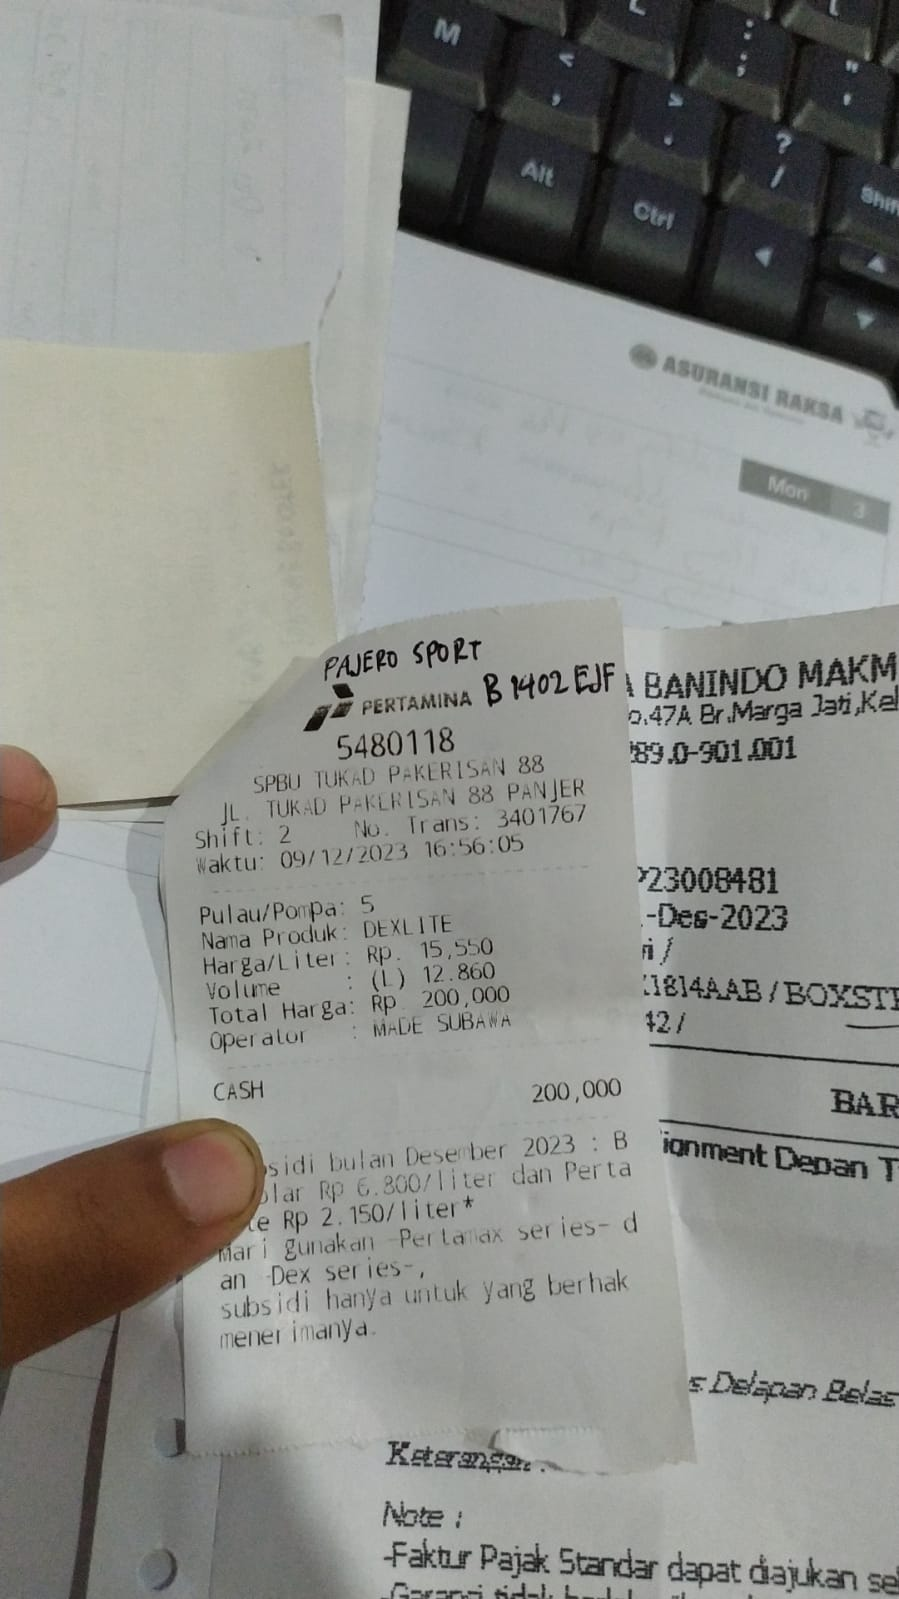 M
L
<
,
:
;
"
'
>
.
?
/
Alt
Ctrl
Shift
ASURANSI RAKSA
Mon 3
PAJERO SPORT
PERTAMINA B 1402 EJF
5480118
SPBU TUKAD PAKERISAN 88
JL. TUKAD PAKERISAN 88 PANJER
Shift: 2 No. Trans: 3401767
Waktu: 09/12/2023 16:56:05
Pulau/Pompa: 5
Nama Produk: DEXLITE
Harga/Liter: Rp. 15,550
Volume : (L) 12.860
Total Harga: Rp. 200,000
Operator : MADE SUBAWA
CASH 200,000
sidi bulan Desember 2023 : B
olar Rp 6.800/liter dan Perta
te Rp 2.150/liter*
Mari gunakan -Pertamax series- d
an -Dex series-,
subsidi hanya untuk yang berhak
menerimanya.
BANINDO MAKM
o.47A Br.Marga Jati,Kel
289.0-901.001
P23008481
-Des-2023
1814AAB / BOXST
42 /
BAR
ionment Depan T
s Delapan Belas
Keterangan :
Note :
-Faktur Pajak Standar dapat diajukan sel